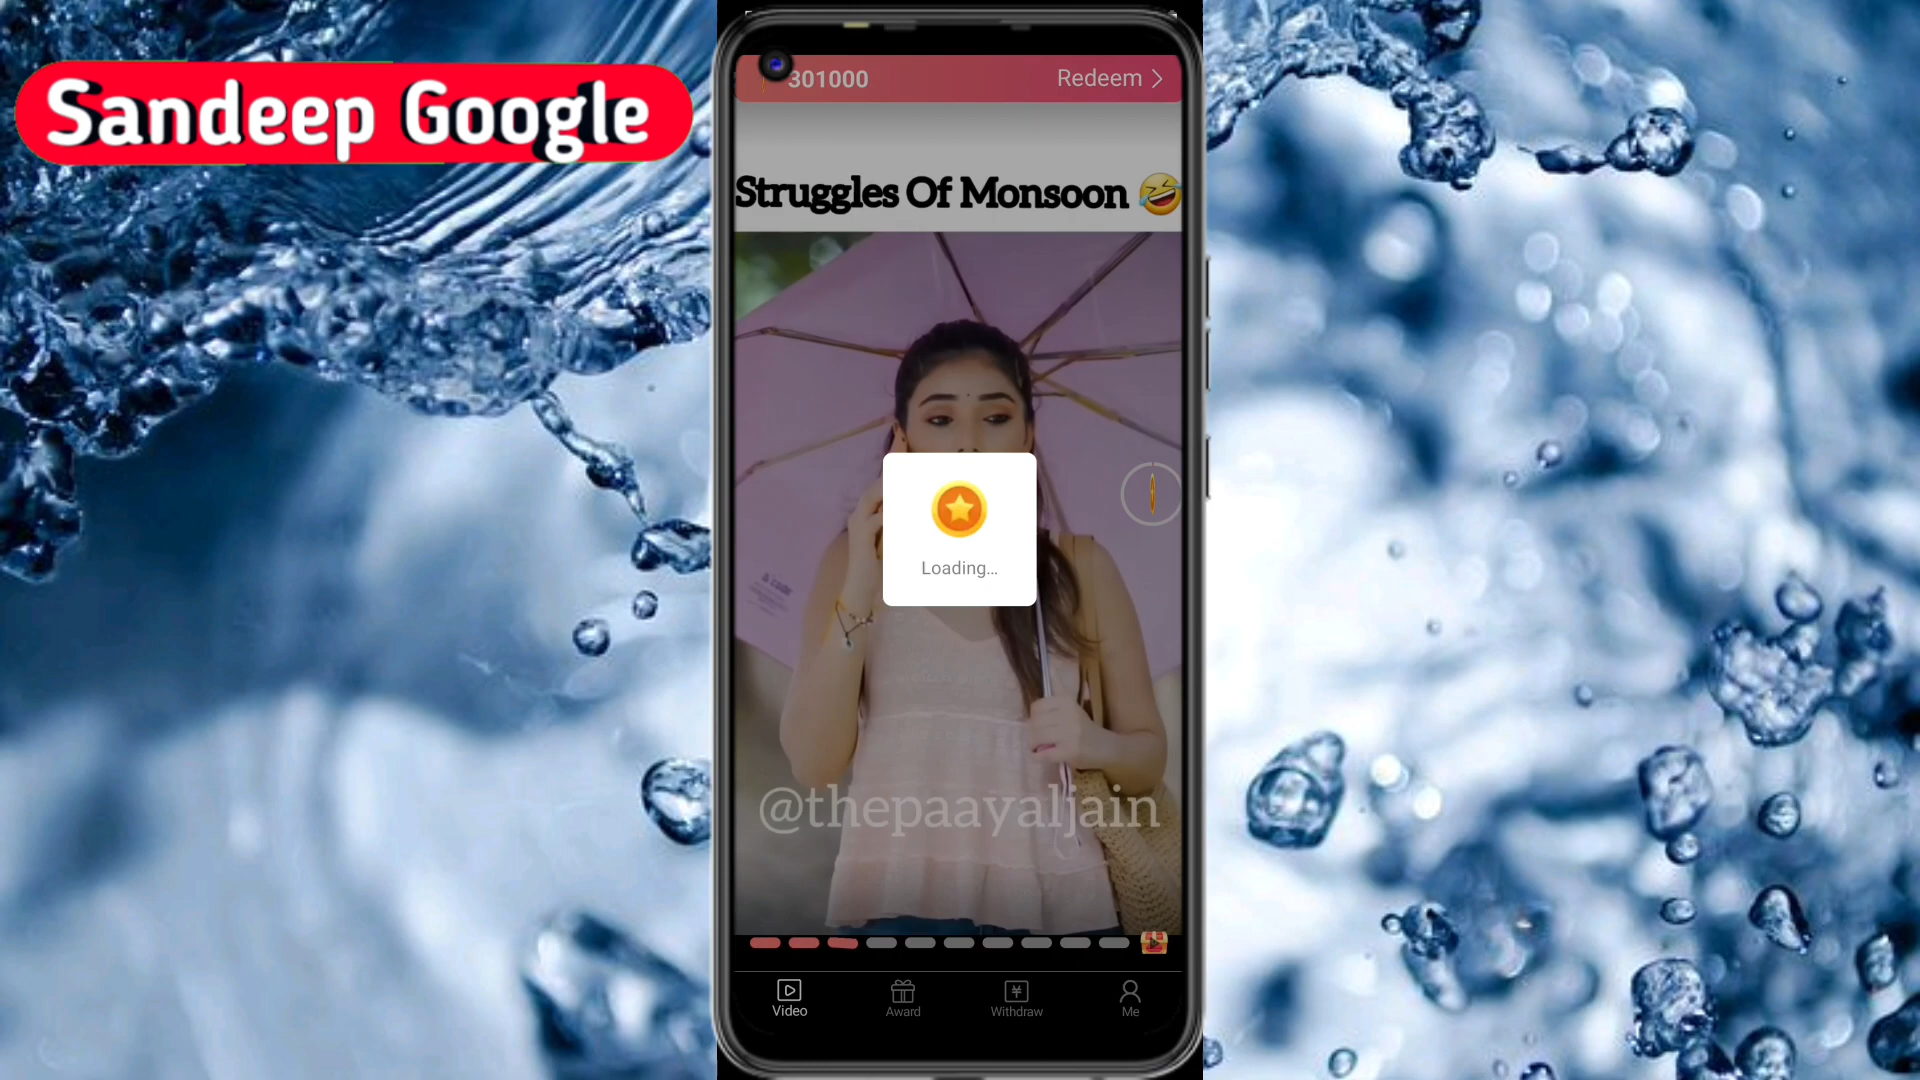 Sandeep Google
301000
Redeem
Struggles Of Monsoon 🤣
Loading...
@thepaayaljain
Video
Award
Withdraw
Me